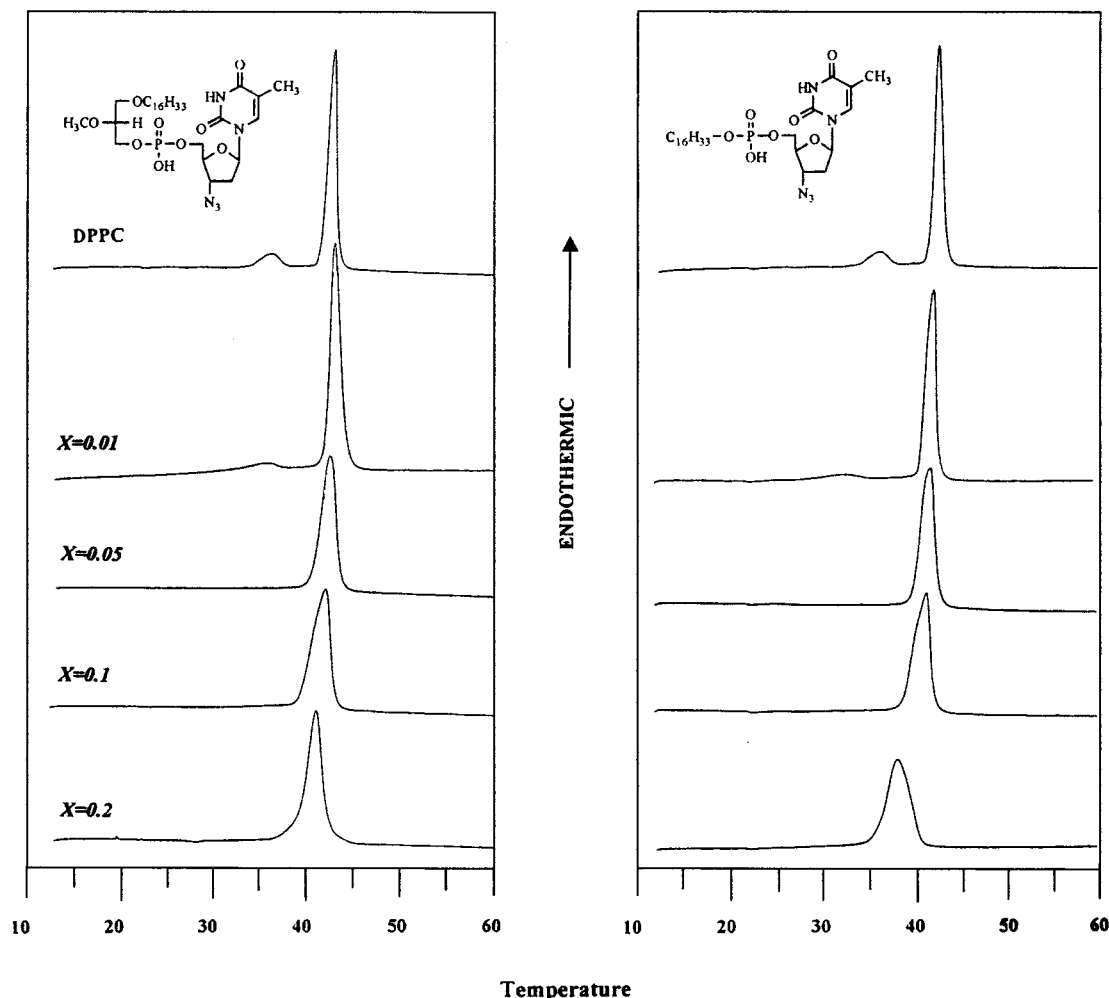 OC16H33
H3CO
H
O
O P O
OH
O
HN
CH3
O
N
O
N3
DPPC
X=0.01
X=0.05
X=0.1
X=0.2
10 20 30 40 50 60
ENDOTHERMIC
O
HN
CH3
O
N
O
C16H33 O P O
OH
O
N3
10 20 30 40 50 60
Temperature